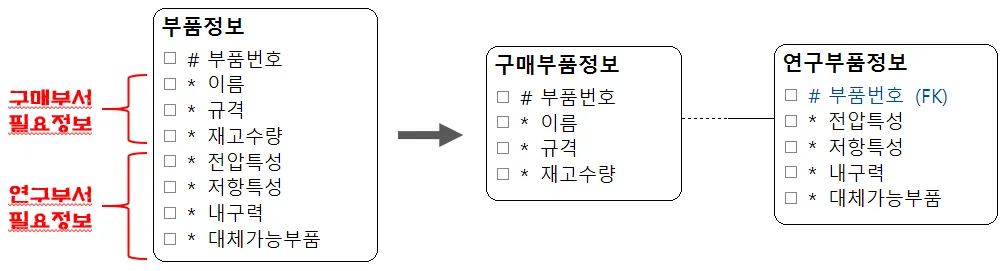 구매부서
필요정보
연구부서
필요정보
부품정보
# 부품번호
* 이름
* 규격
* 재고수량
* 전압특성
* 저항특성
* 내구력
* 대체가능부품
구매부품정보
# 부품번호
* 이름
* 규격
* 재고수량
연구부품정보
# 부품번호 (FK)
* 전압특성
* 저항특성
* 내구력
* 대체가능부품